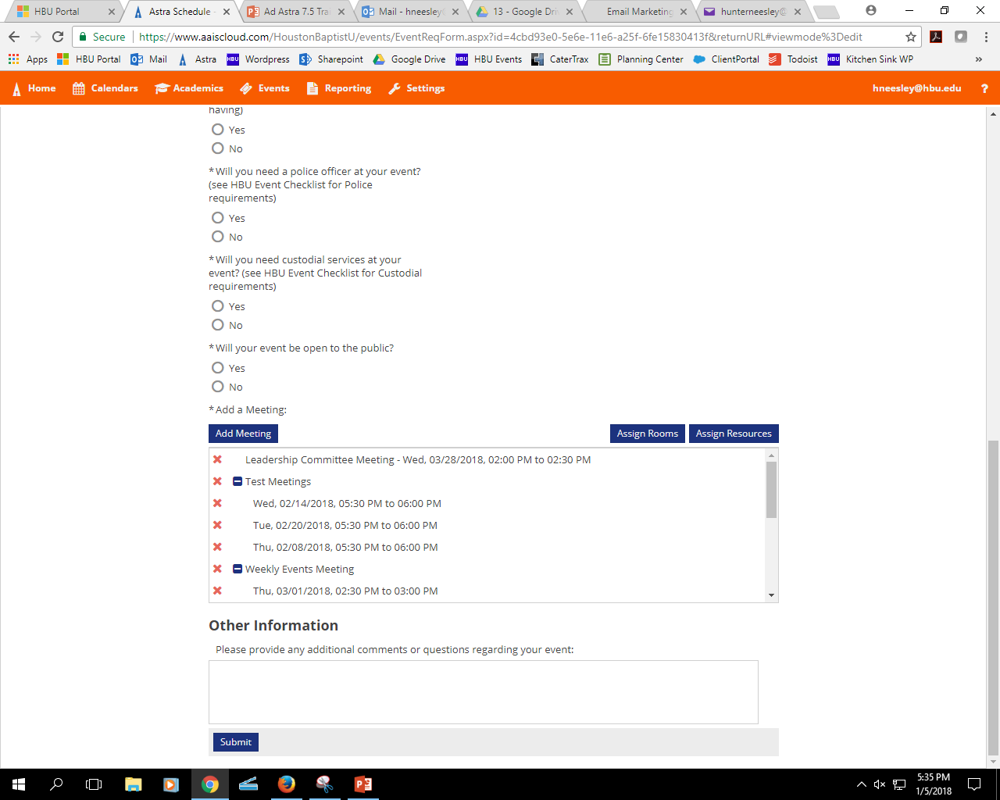 HBU Portal
Astra Schedule -
Ad Astra 7.5 Trai
Mail - hneesley@
13 - Google Dri
Email Marketing
hunterneesley@
Secure
https://www.aaiscloud.com/HoustonBaptistU/events/EventReqForm.aspx?id=4cbd93e0-5e6e-11e6-a25f-6fe15830413f&returnURL#viewmode%3Dedit
Apps HBU Portal Mail Astra Wordpress Sharepoint Google Drive HBU Events CaterTrax Planning Center ClientPortal Todoist Kitchen Sink WP »
Home Calendars Academics Events Reporting Settings hneesley@hbu.edu ?
having)
Yes
No
*Will you need a police officer at your event?
(see HBU Event Checklist for Police
requirements)
Yes
No
*Will you need custodial services at your
event? (see HBU Event Checklist for Custodial
requirements)
Yes
No
*Will your event be open to the public?
Yes
No
*Add a Meeting:
Add Meeting Assign Rooms Assign Resources
Leadership Committee Meeting - Wed, 03/28/2018, 02:00 PM to 02:30 PM
Test Meetings
Wed, 02/14/2018, 05:30 PM to 06:00 PM
Tue, 02/20/2018, 05:30 PM to 06:00 PM
Thu, 02/08/2018, 05:30 PM to 06:00 PM
Weekly Events Meeting
Thu, 03/01/2018, 02:30 PM to 03:00 PM
Other Information
Please provide any additional comments or questions regarding your event:
Submit
5:35 PM
1/5/2018